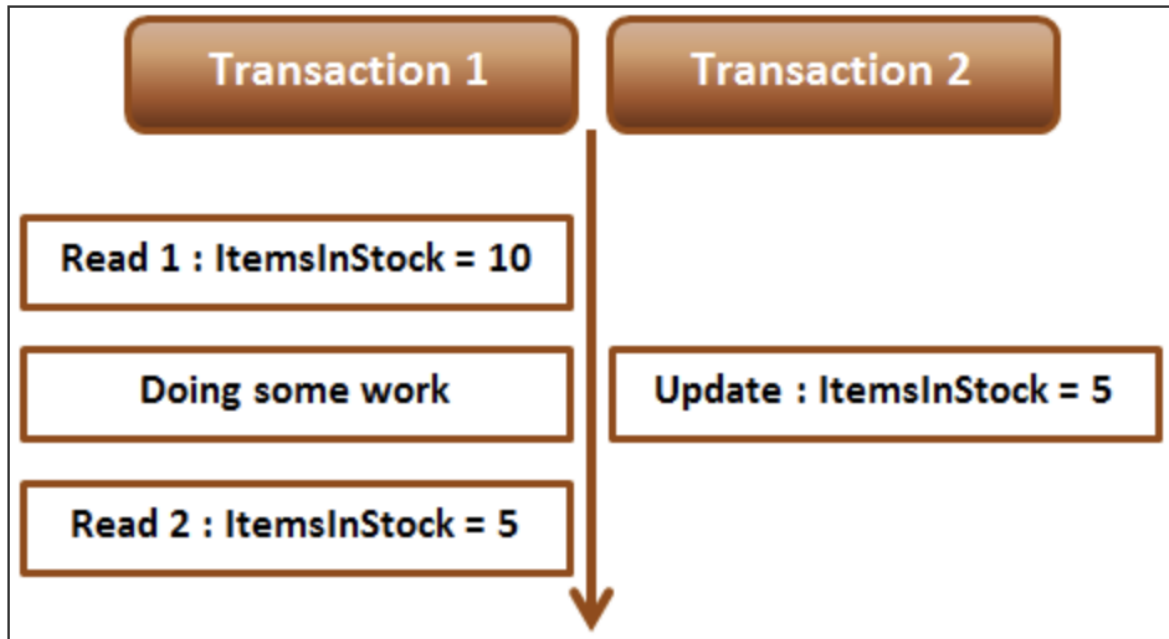 Transaction 1
Transaction 2
Read 1 : ItemsInStock = 10
Doing some work
Update : ItemsInStock = 5
Read 2 : ItemsInStock = 5